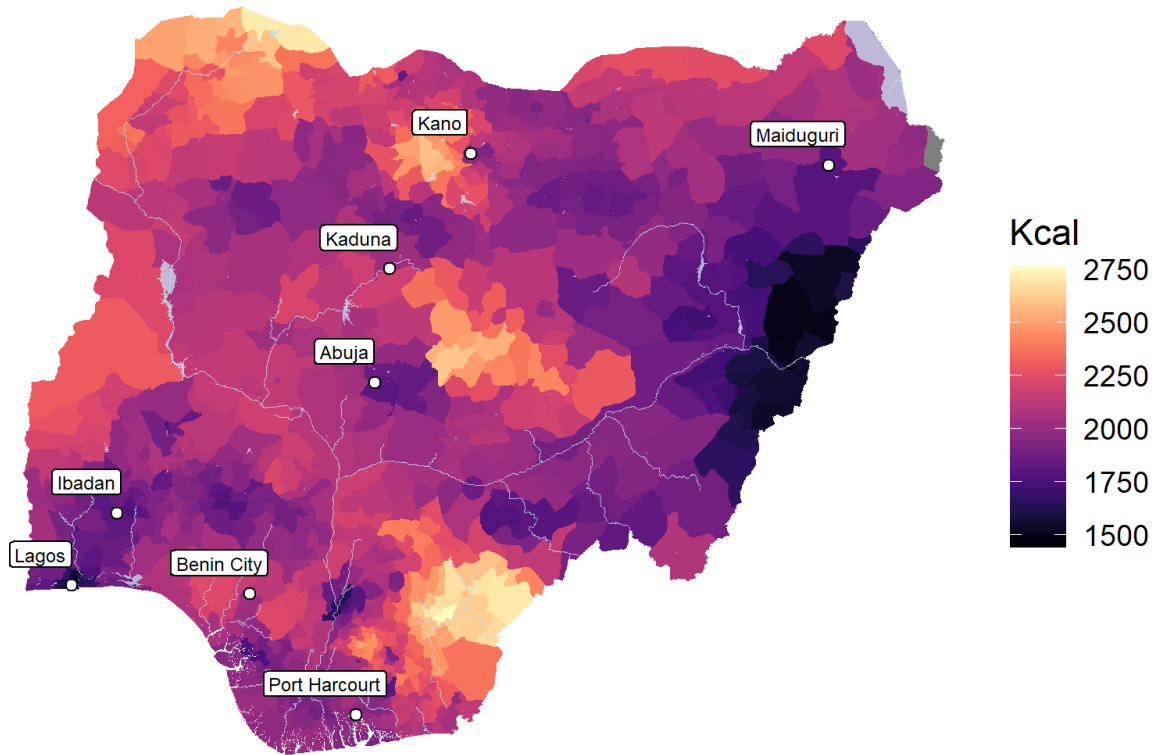 Kano
Maiduguri
Kaduna
Abuja
Ibadan
Lagos
Benin City
Port Harcourt
Kcal
2750
2500
2250
2000
1750
1500